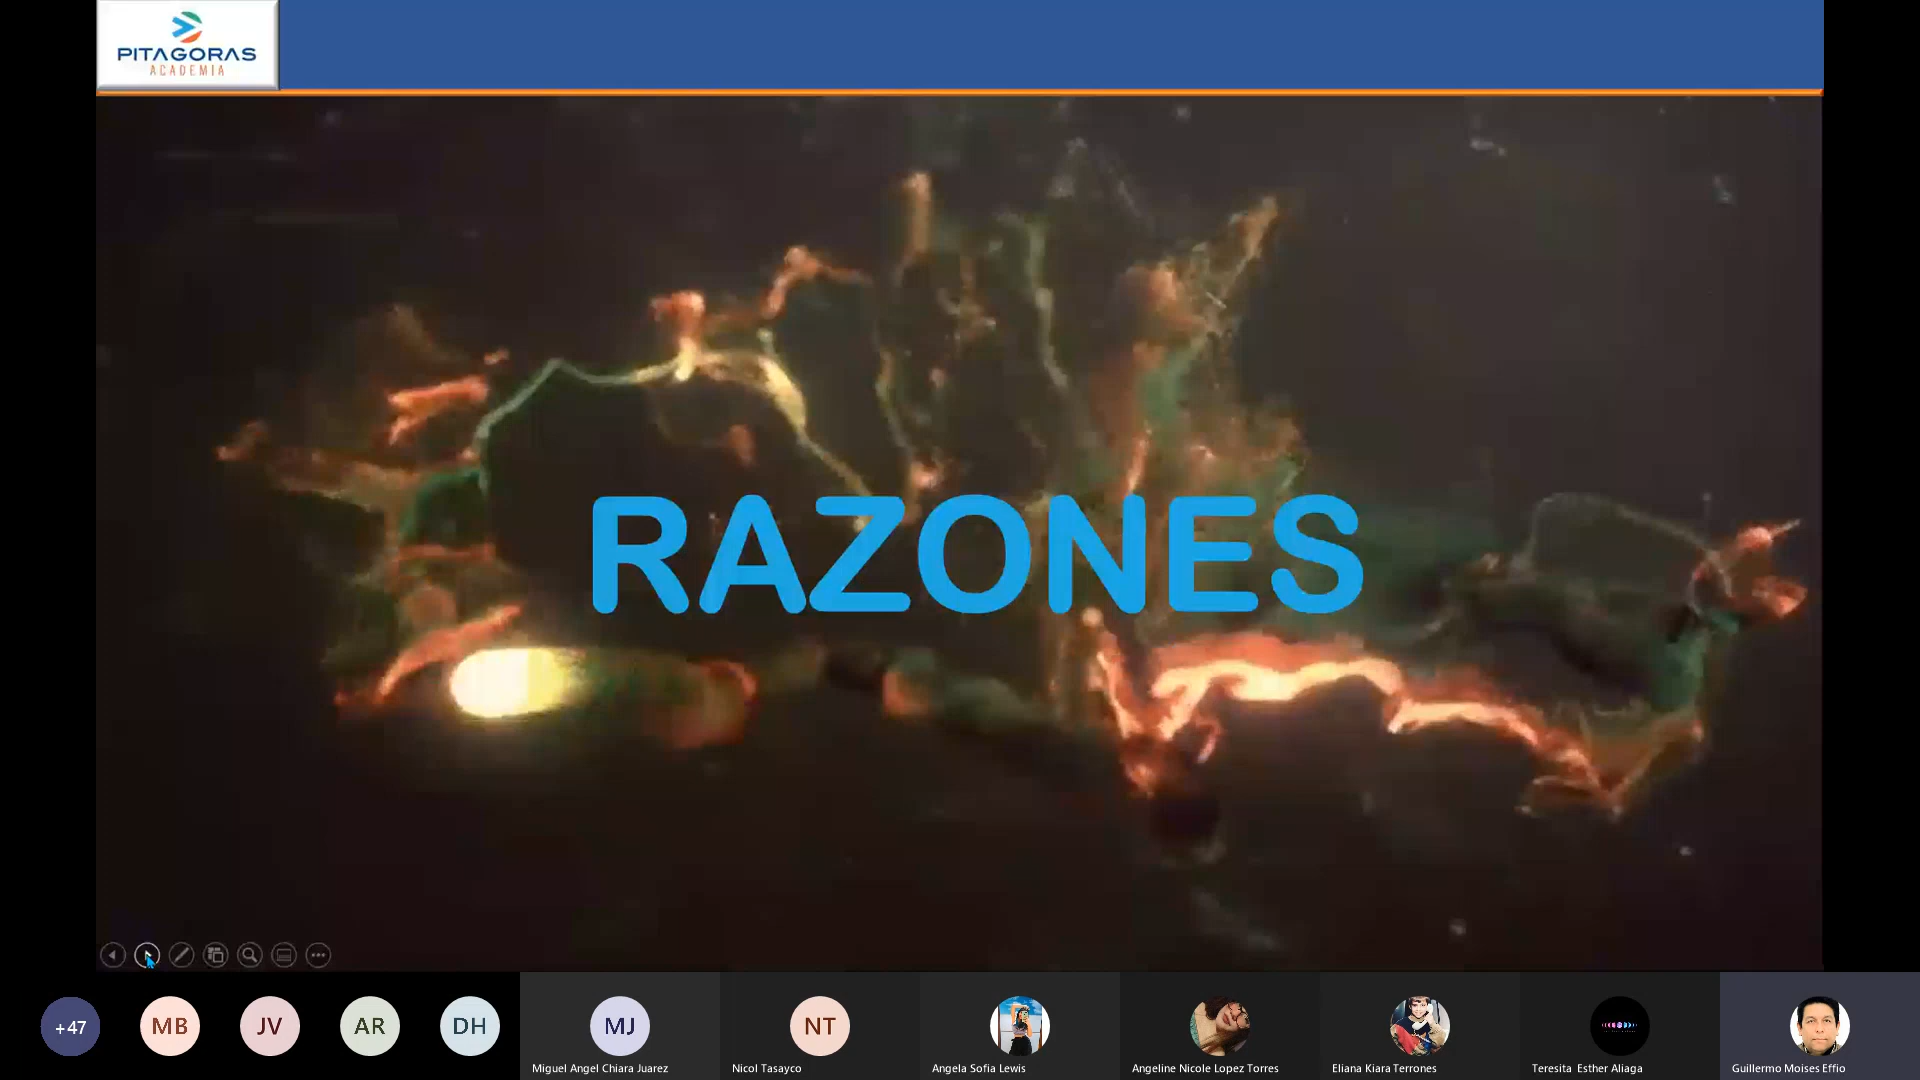 PITAGORAS
ACADEMIA
RAZONES
+47
MB
JV
AR
DH
MJ
NT
Miguel Angel Chiara Juarez
Nicol Tasayco
Angela Sofia Lewis
Angeline Nicole Lopez Torres
Eliana Kiara Terrones
Teresita Esther Aliaga
Guillermo Moises Effio